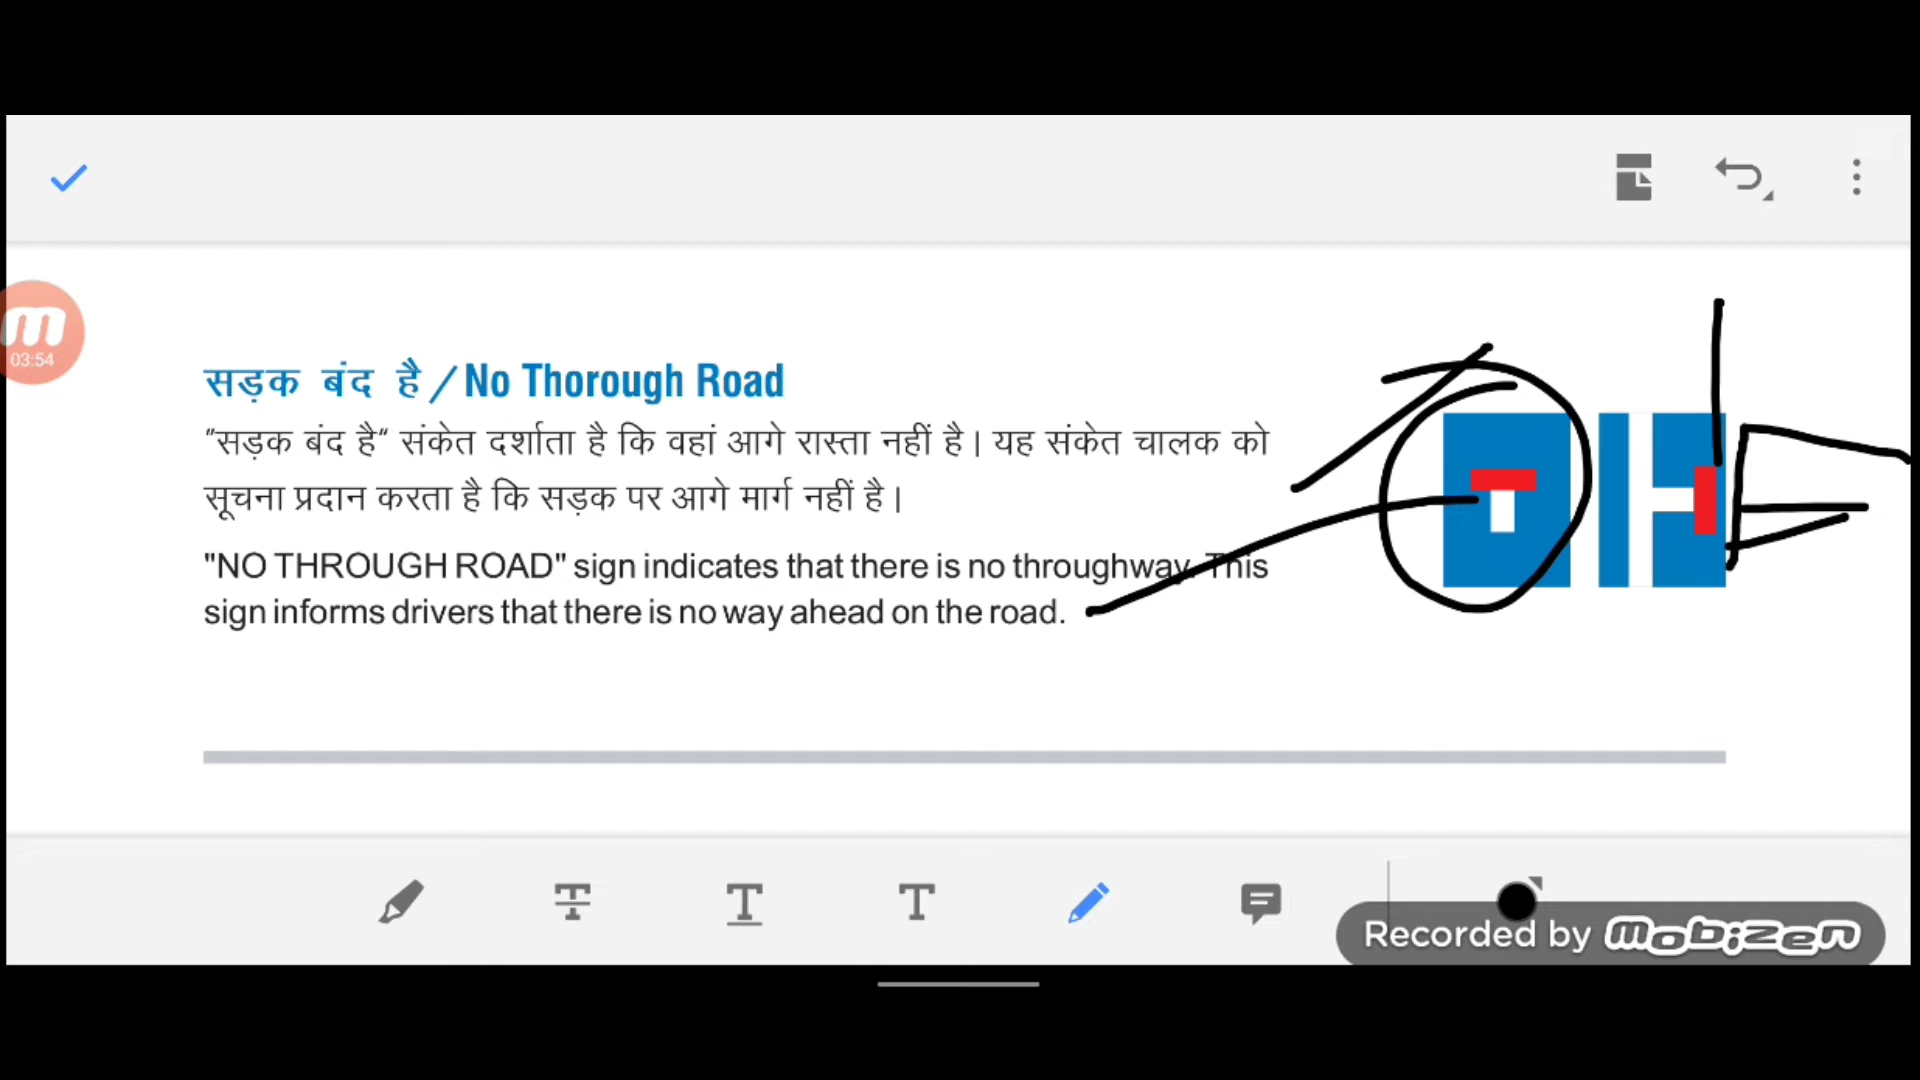 03:54
सड़क बंद है / No Thorough Road
"सड़क बंद है" संकेत दर्शाता है कि वहां आगे रास्ता नहीं है। यह संकेत चालक को
सूचना प्रदान करता है कि सड़क पर आगे मार्ग नहीं है।
"NO THROUGH ROAD" sign indicates that there is no throughway. This
sign informs drivers that there is no way ahead on the road.
Recorded by mobizen